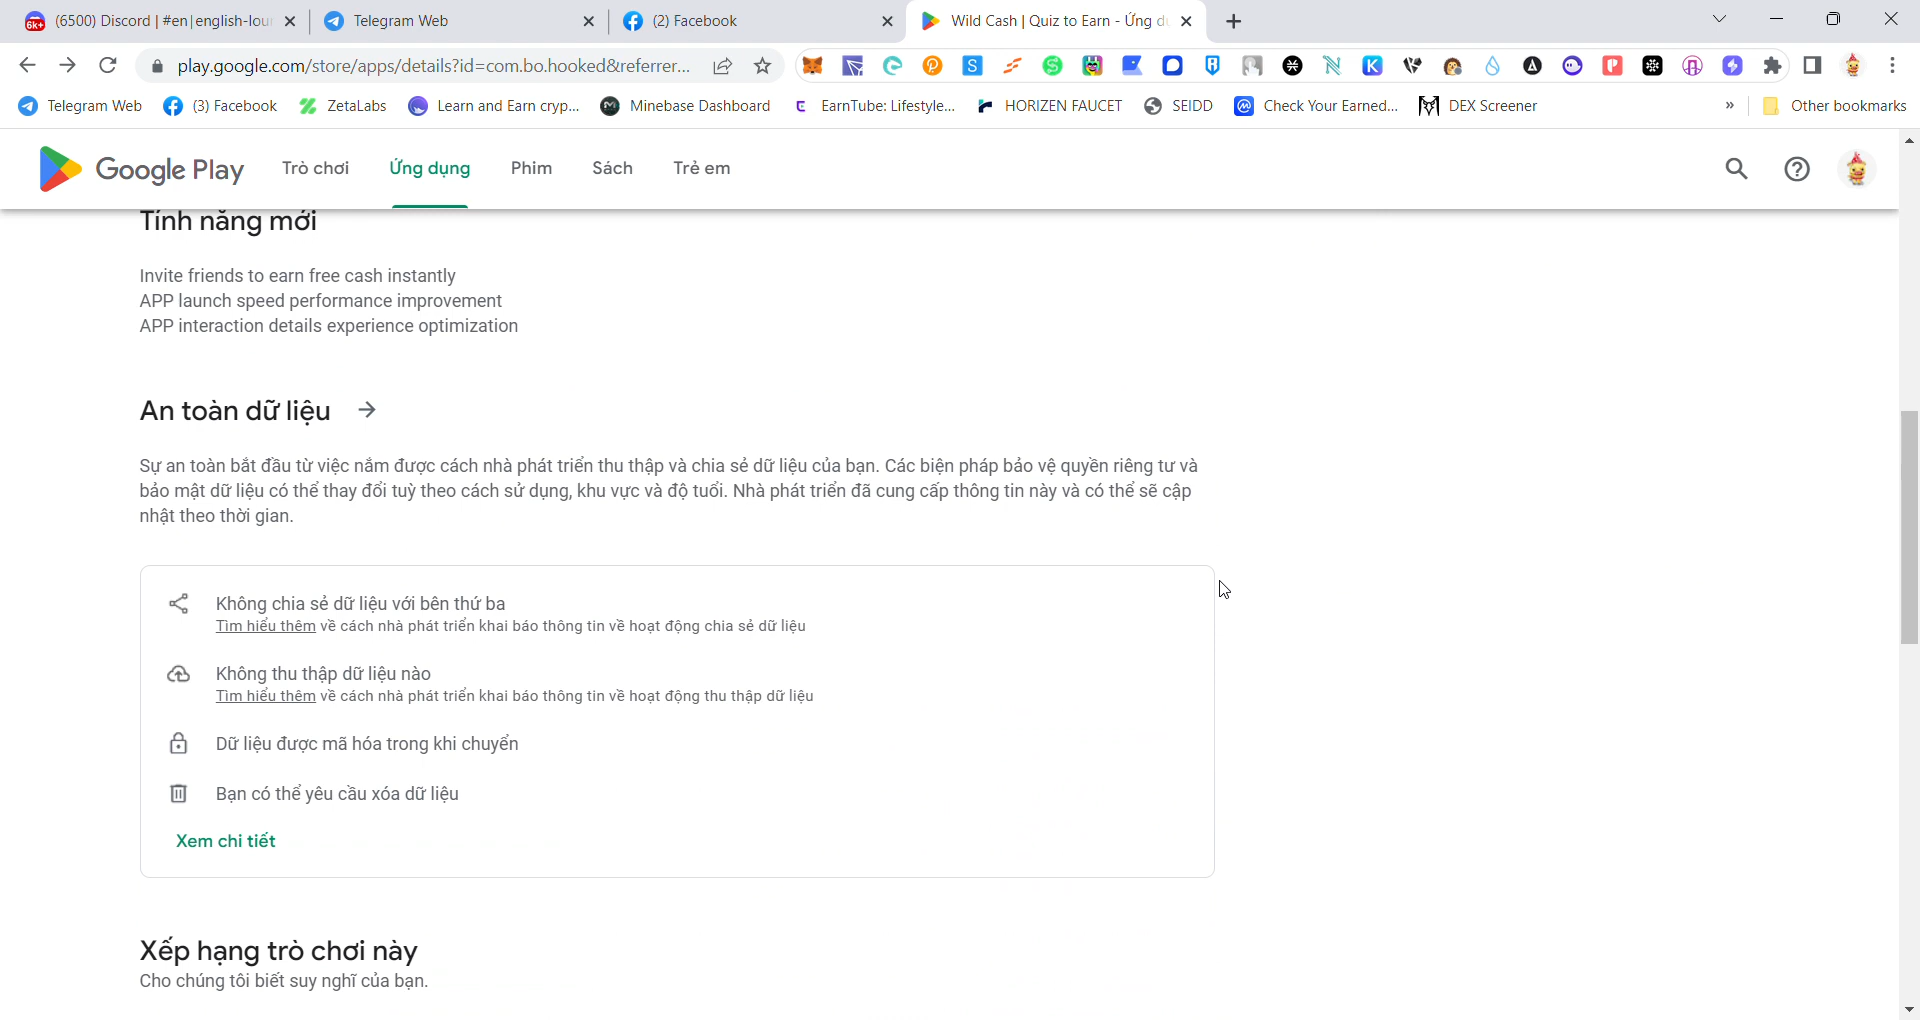 6K+
(6500) Discord | #en | english-lou
Telegram Web
(2) Facebook
Wild Cash | Quiz to Earn - Ứng d
play.google.com/store/apps/details?id=com.bo.hooked&referrer...
Telegram Web
(3) Facebook
ZetaLabs
Learn and Earn cryp...
Minebase Dashboard
EarnTube: Lifestyle...
HORIZEN FAUCET
SEIDD
Check Your Earned...
DEX Screener
»
Other bookmarks
Google Play
Trò chơi
Ứng dụng
Phim
Sách
Trẻ em
Tính năng mới
Invite friends to earn free cash instantly
APP launch speed performance improvement
APP interaction details experience optimization
An toàn dữ liệu
Sự an toàn bắt đầu từ việc nắm được cách nhà phát triển thu thập và chia sẻ dữ liệu của bạn. Các biện pháp bảo vệ quyền riêng tư và
bảo mật dữ liệu có thể thay đổi tuỳ theo cách sử dụng, khu vực và độ tuổi. Nhà phát triển đã cung cấp thông tin này và có thể sẽ cập
nhật theo thời gian.
Không chia sẻ dữ liệu với bên thứ ba
Tìm hiểu thêm về cách nhà phát triển khai báo thông tin về hoạt động chia sẻ dữ liệu
Không thu thập dữ liệu nào
Tìm hiểu thêm về cách nhà phát triển khai báo thông tin về hoạt động thu thập dữ liệu
Dữ liệu được mã hóa trong khi chuyển
Bạn có thể yêu cầu xóa dữ liệu
Xem chi tiết
Xếp hạng trò chơi này
Cho chúng tôi biết suy nghĩ của bạn.